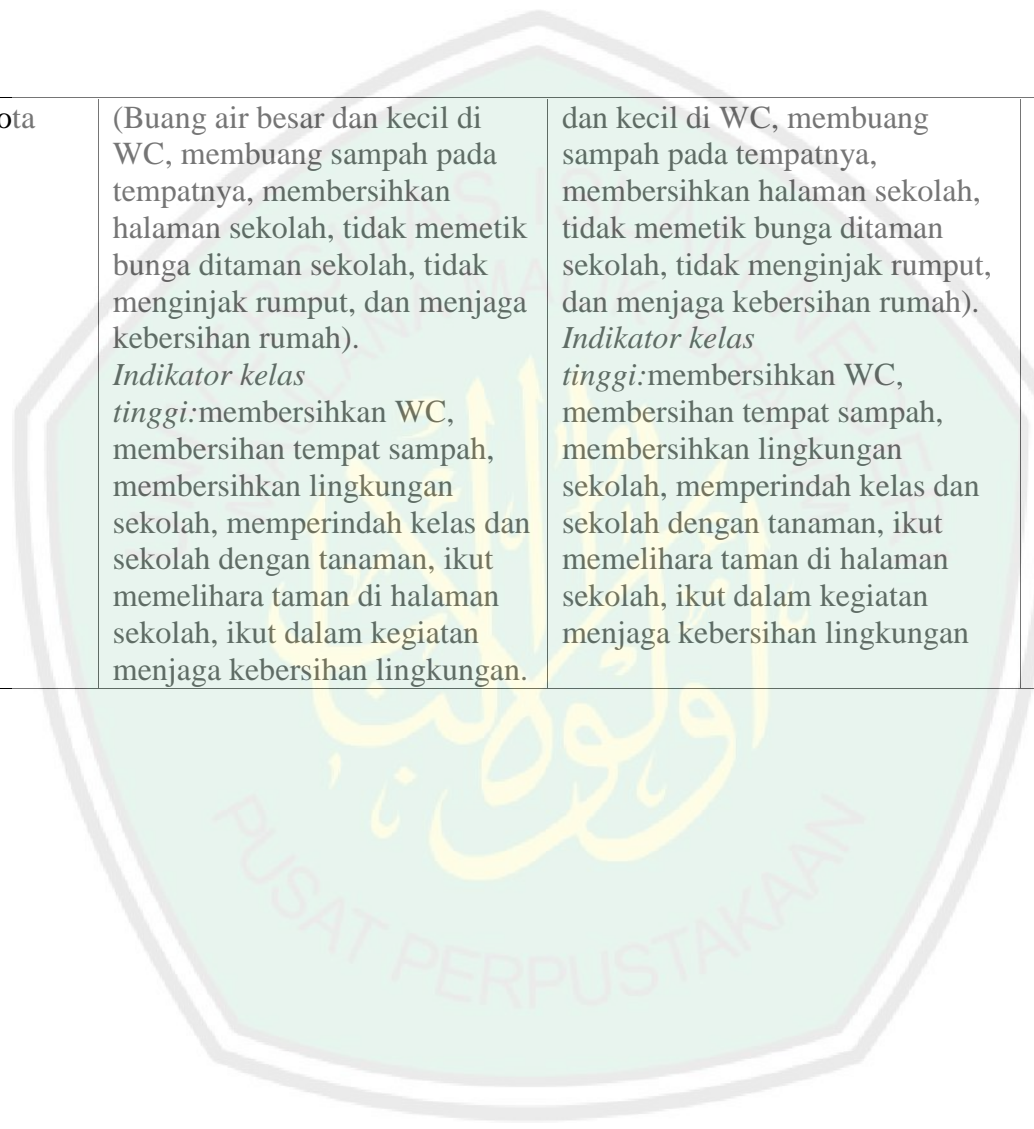 ota
(Buang air besar dan kecil di
WC, membuang sampah pada
tempatnya, membersihkan
halaman sekolah, tidak memetik
bunga ditaman sekolah, tidak
menginjak rumput, dan menjaga
kebersihan rumah).
Indikator kelas
tinggi:membersihkan WC,
membersihan tempat sampah,
membersihkan lingkungan
sekolah, memperindah kelas dan
sekolah dengan tanaman, ikut
memelihara taman di halaman
sekolah, ikut dalam kegiatan
menjaga kebersihan lingkungan.
dan kecil di WC, membuang
sampah pada tempatnya,
membersihkan halaman sekolah,
tidak memetik bunga ditaman
sekolah, tidak menginjak rumput,
dan menjaga kebersihan rumah).
Indikator kelas
tinggi:membersihkan WC,
membersihan tempat sampah,
membersihkan lingkungan
sekolah, memperindah kelas dan
sekolah dengan tanaman, ikut
memelihara taman di halaman
sekolah, ikut dalam kegiatan
menjaga kebersihan lingkungan
PUSAT PERPUSTAKAAN